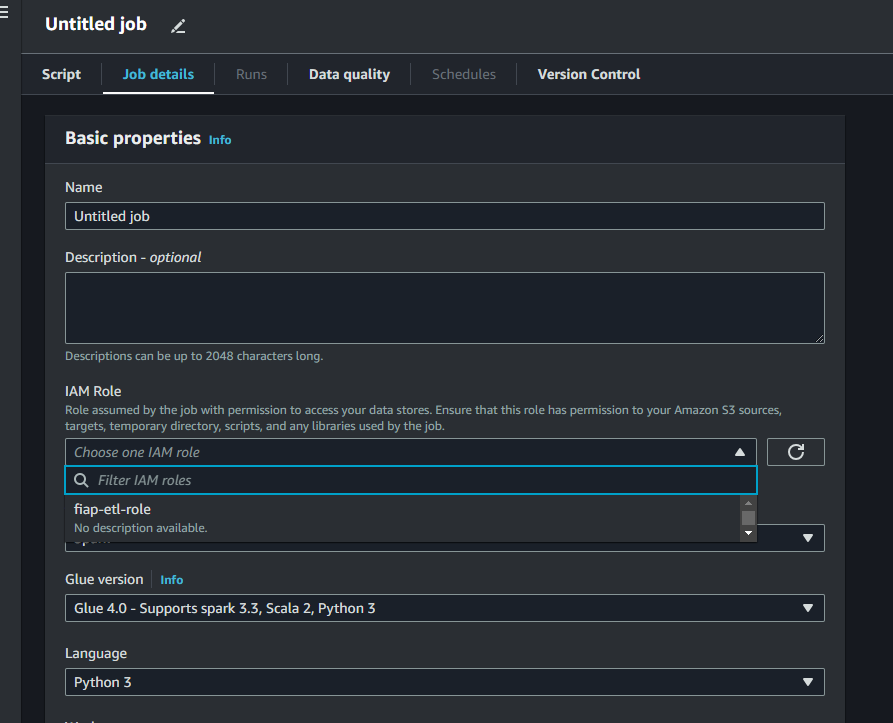 Untitled job
Script Job details Runs Data quality Schedules Version Control
Basic properties Info
Name
Untitled job
Description - optional
Descriptions can be up to 2048 characters long.
IAM Role
Role assumed by the job with permission to access your data stores. Ensure that this role has permission to your Amazon S3 sources,
targets, temporary directory, scripts, and any libraries used by the job.
Choose one IAM role
Filter IAM roles
fiap-etl-role
No description available.
Glue version Info
Glue 4.0 - Supports spark 3.3, Scala 2, Python 3
Language
Python 3